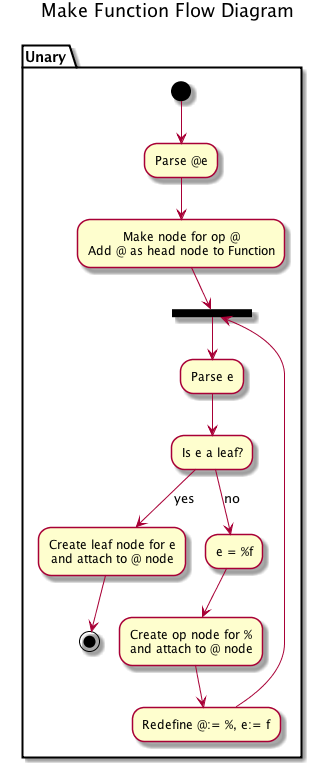 Make Function Flow Diagram
Unary
Parse @e
Make node for op @
Add @ as head node to Function
Parse e
Is e a leaf?
yes
no
Create leaf node for e
and attach to @ node
e = %f
Create op node for %
and attach to @ node
Redefine @:= %, e:= f